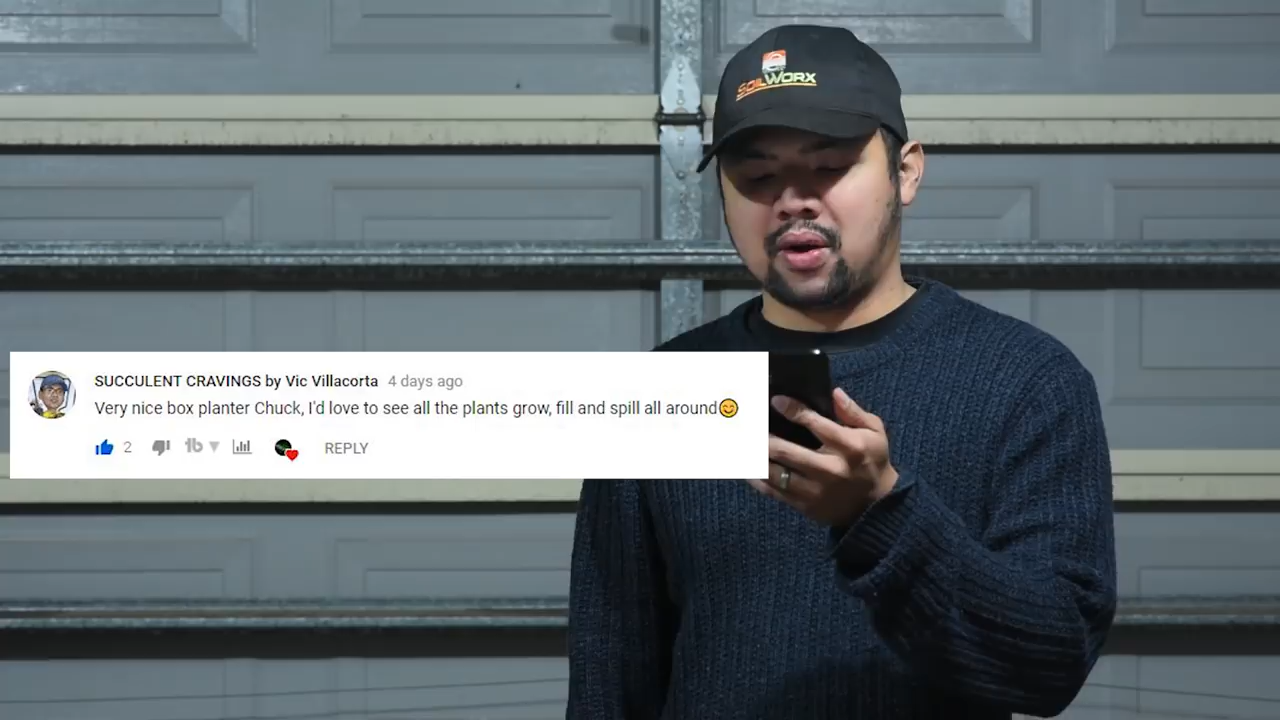 SOILWORX
SUCCULENT CRAVINGS by Vic Villacorta 4 days ago
Very nice box planter Chuck, I'd love to see all the plants grow, fill and spill all around😊
2 1b REPLY